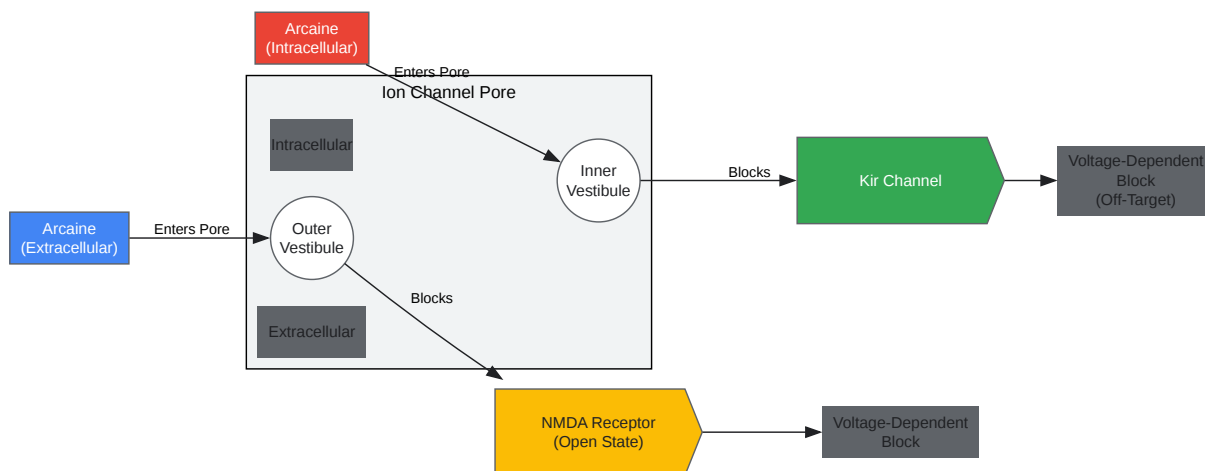 Arcaine
(Intracellular)
Enters Pore
Ion Channel Pore
Intracellular
Inner
Vestibule
Blocks
Kir Channel
Voltage-Dependent
Block
(Off-Target)
Arcaine
(Extracellular)
Enters Pore
Outer
Vestibule
Blocks
Extracellular
NMDA Receptor
(Open State)
Voltage-Dependent
Block